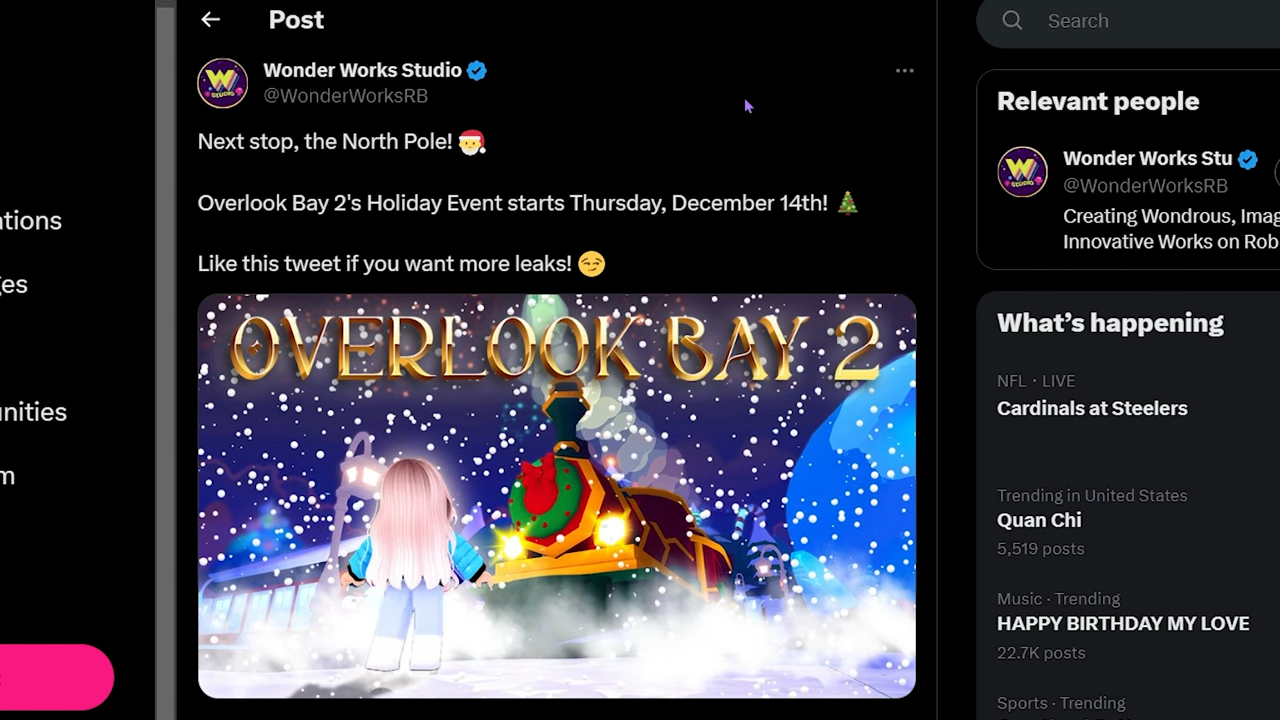 Post
Search
Wonder Works Studio
@WonderWorksRB
Next stop, the North Pole! 🎅
Overlook Bay 2's Holiday Event starts Thursday, December 14th! 🎄
Like this tweet if you want more leaks! 😏
OVERLOOK BAY 2
ations
ges
unities
m
Relevant people
Wonder Works Stu
@WonderWorksRB
Creating Wondrous, Imag
Innovative Works on Rob
What's happening
NFL · LIVE
Cardinals at Steelers
Trending in United States
Quan Chi
5,519 posts
Music · Trending
HAPPY BIRTHDAY MY LOVE
22.7K posts
Sports · Trending